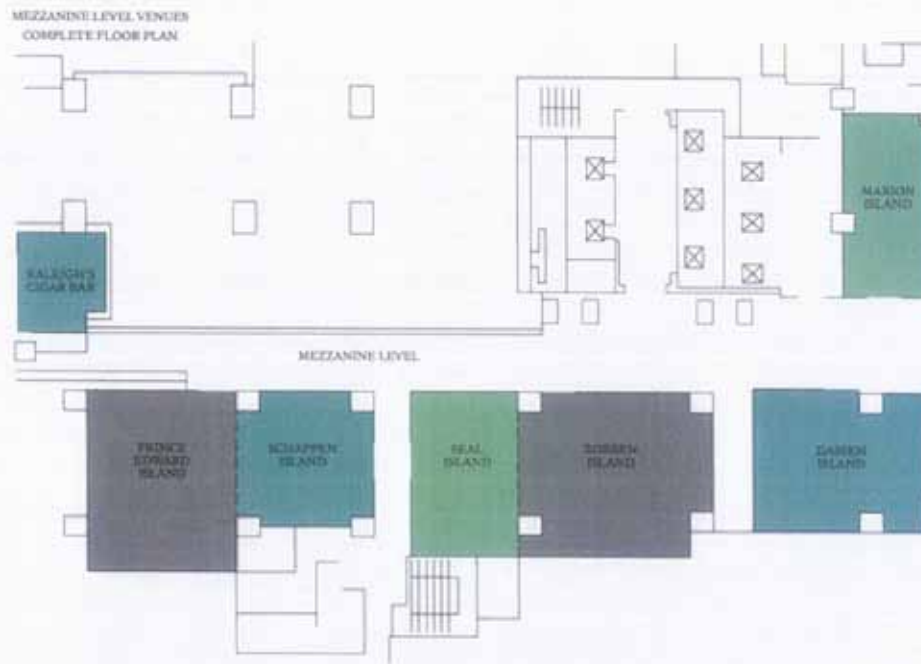 MEZZANINE LEVEL VENUES
COMPLETE FLOOR PLAN
MARION
ISLAND
RALEIGH'S
CIGAR BAR
MEZZANINE LEVEL
PRINCE
EDWARD
ISLAND
SCHAPPEN
ISLAND
SEAL
ISLAND
ROBBEN
ISLAND
DASSEN
ISLAND